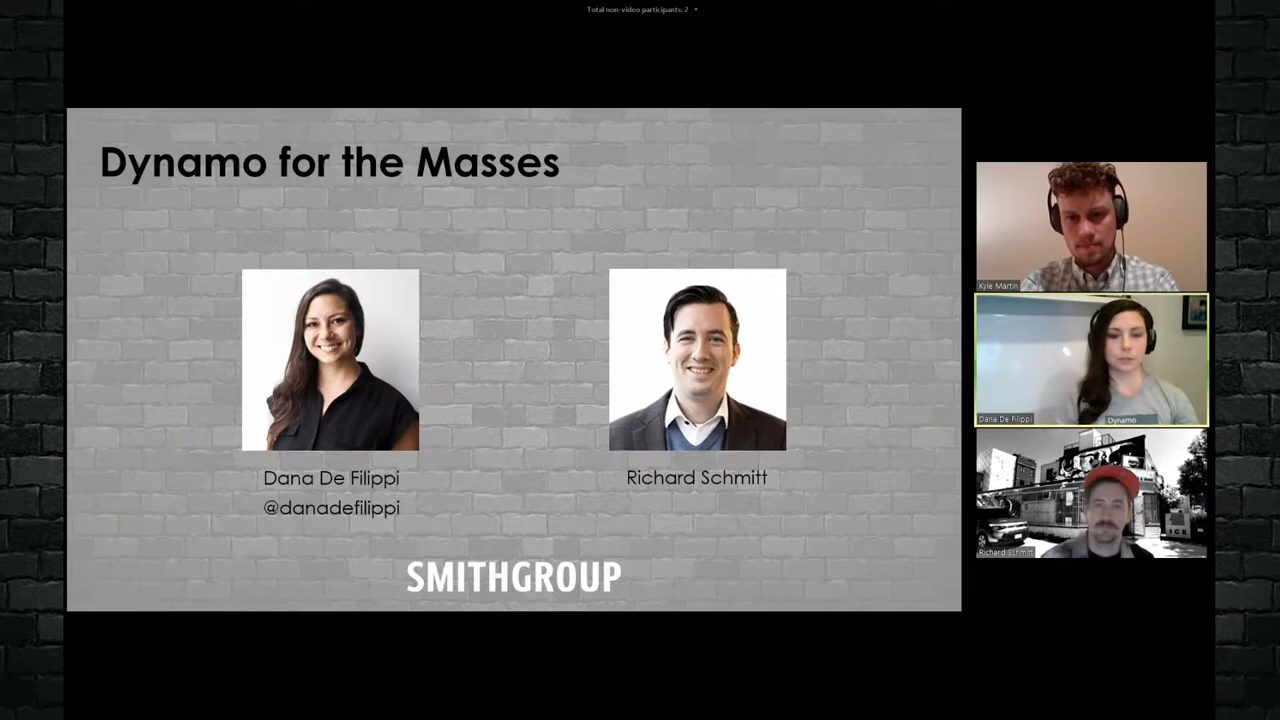 Total non-video participants: 2
Dynamo for the Masses
Dana De Filippi
@danadefilippi
Richard Schmitt
SMITHGROUP
Kyle Martin
Dana De Filippi
Dynamo
ICE
Richard Schmitt